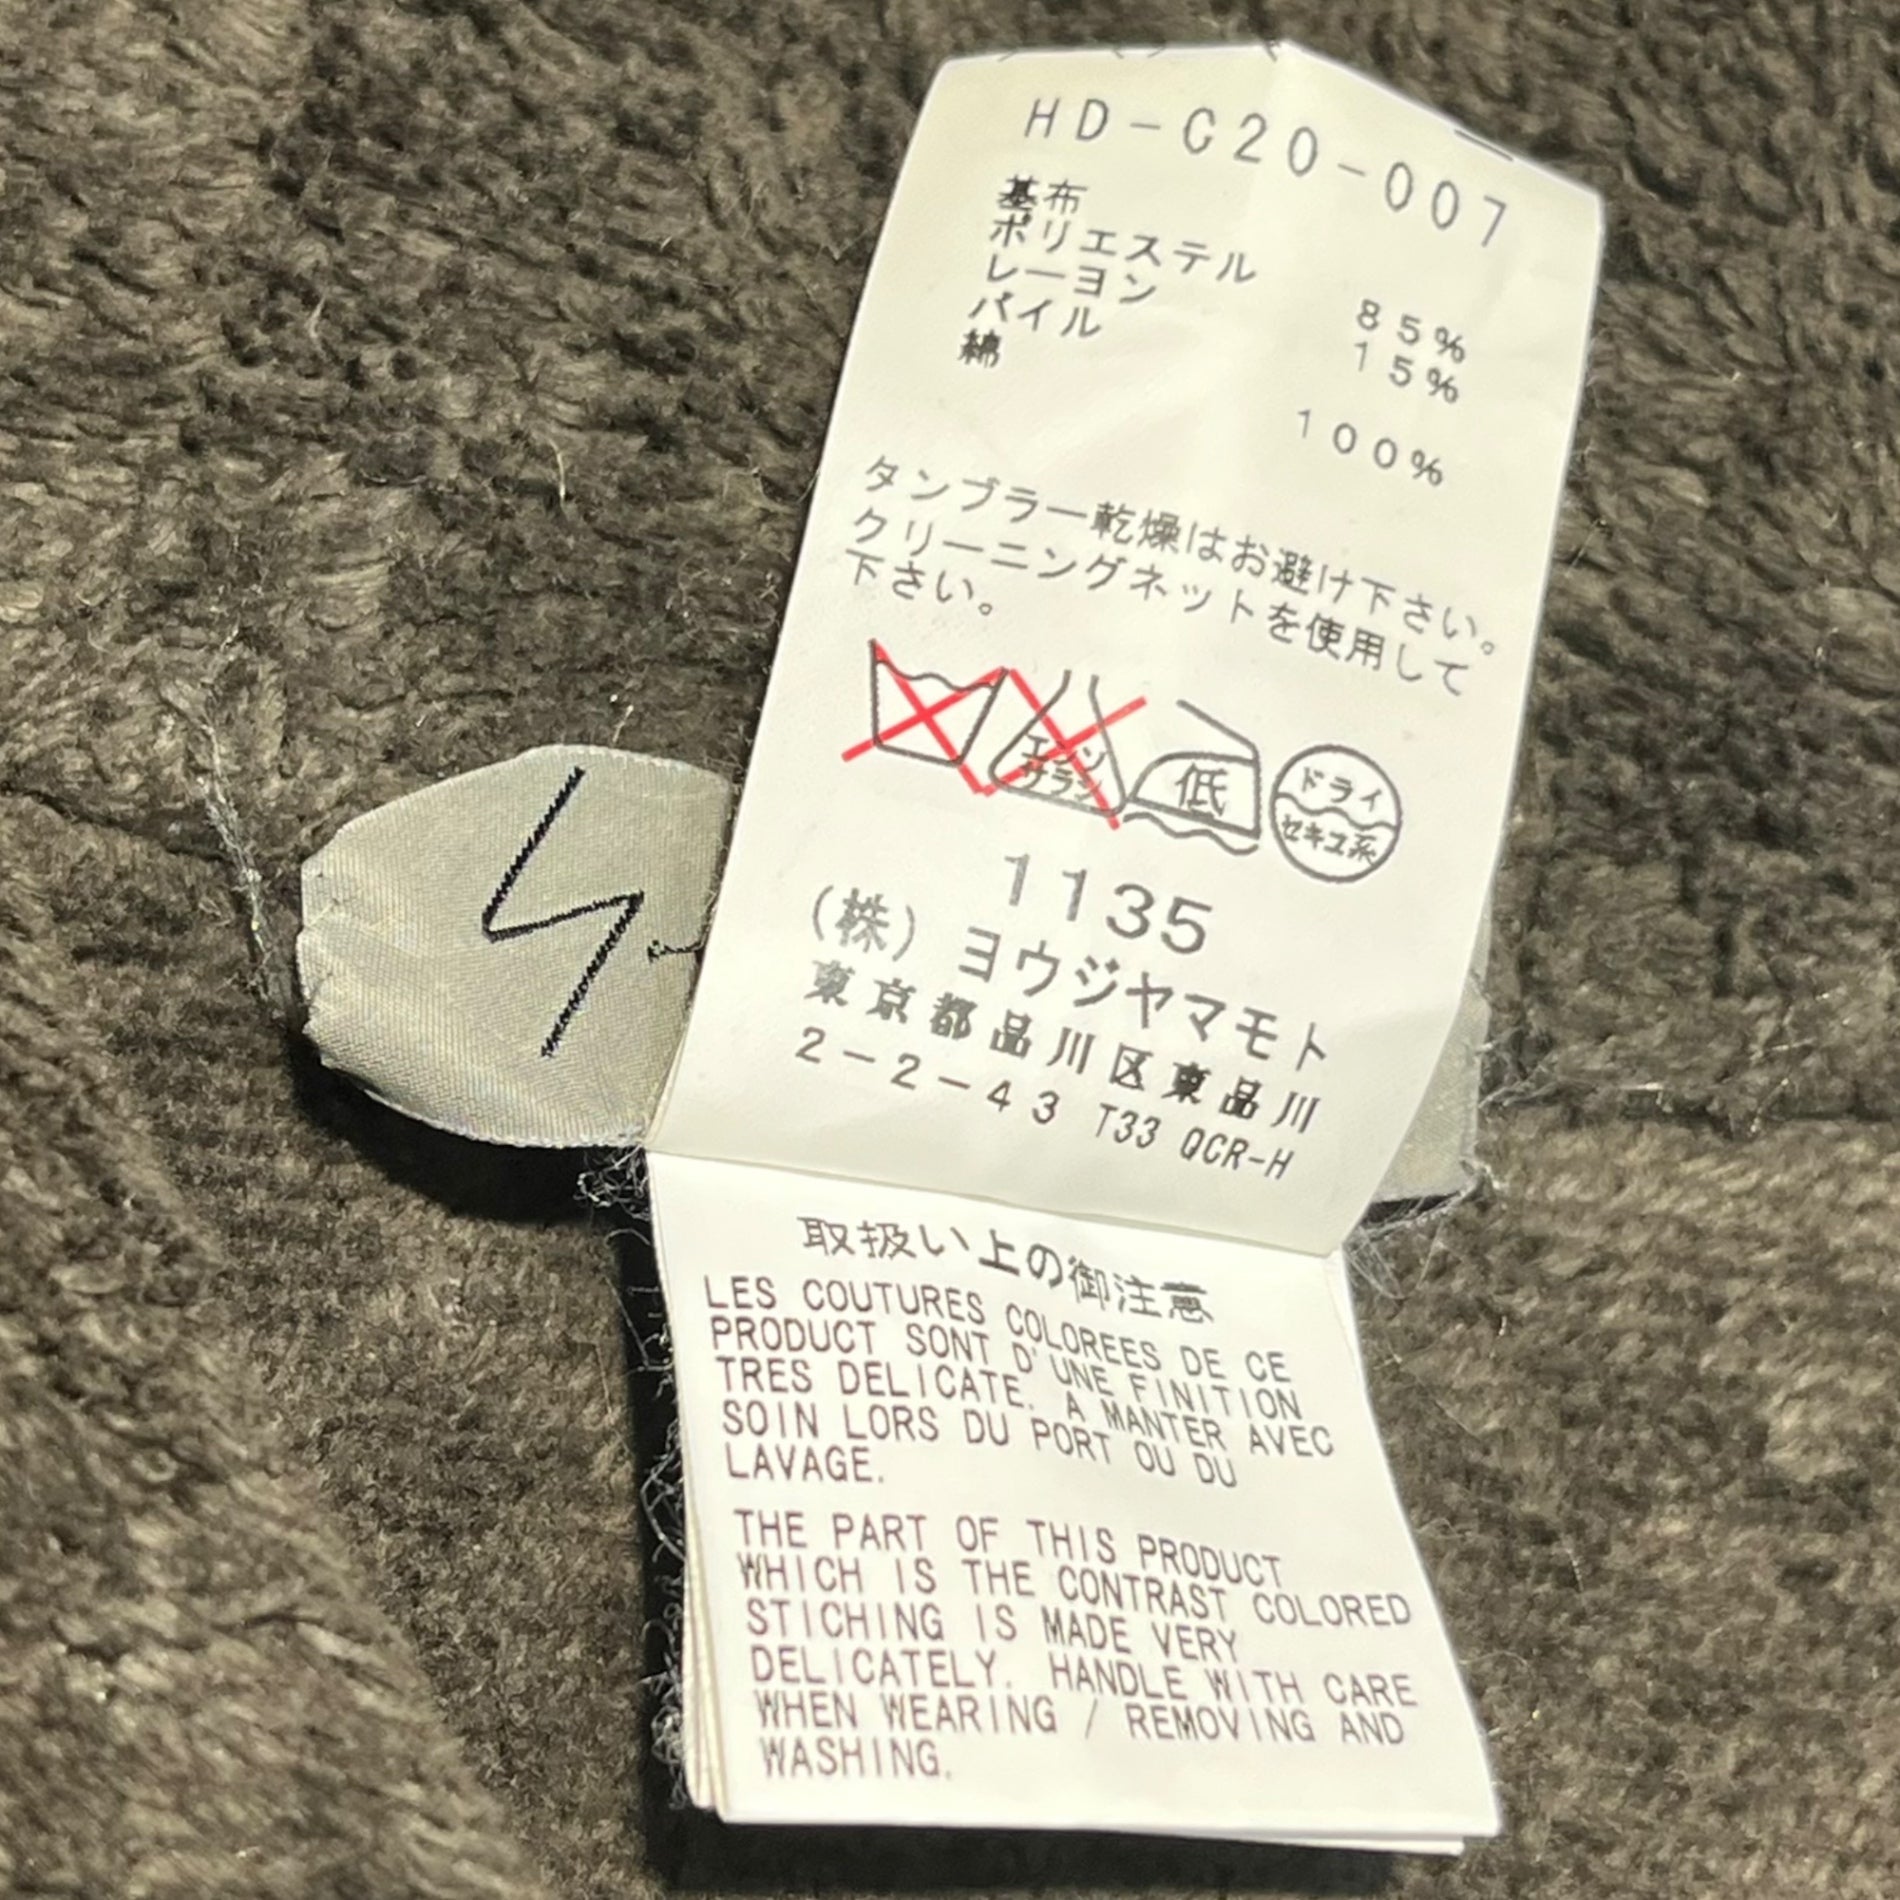 HD-C20-007
基布
ポリエステル 85%
レーヨン 15%
パイル
綿 100%
タンブラー乾燥はお避け下さい。
クリーニングネットを使用して
下さい。
エンソ
サラシ
低
ドライ
セキユ系
1135
(株)ヨウジヤマモト
東京都品川区東品川
2-2-43 T33 QCR-H
取扱い上の御注意
LES COUTURES COLOREES DE CE
PRODUCT SONT D'UNE FINITION
TRES DELICATE. A MANTER AVEC
SOIN LORS DU PORT OU DU
LAVAGE.
THE PART OF THIS PRODUCT
WHICH IS THE CONTRAST COLORED
STICHING IS MADE VERY
DELICATELY. HANDLE WITH CARE
WHEN WEARING / REMOVING AND
WASHING.